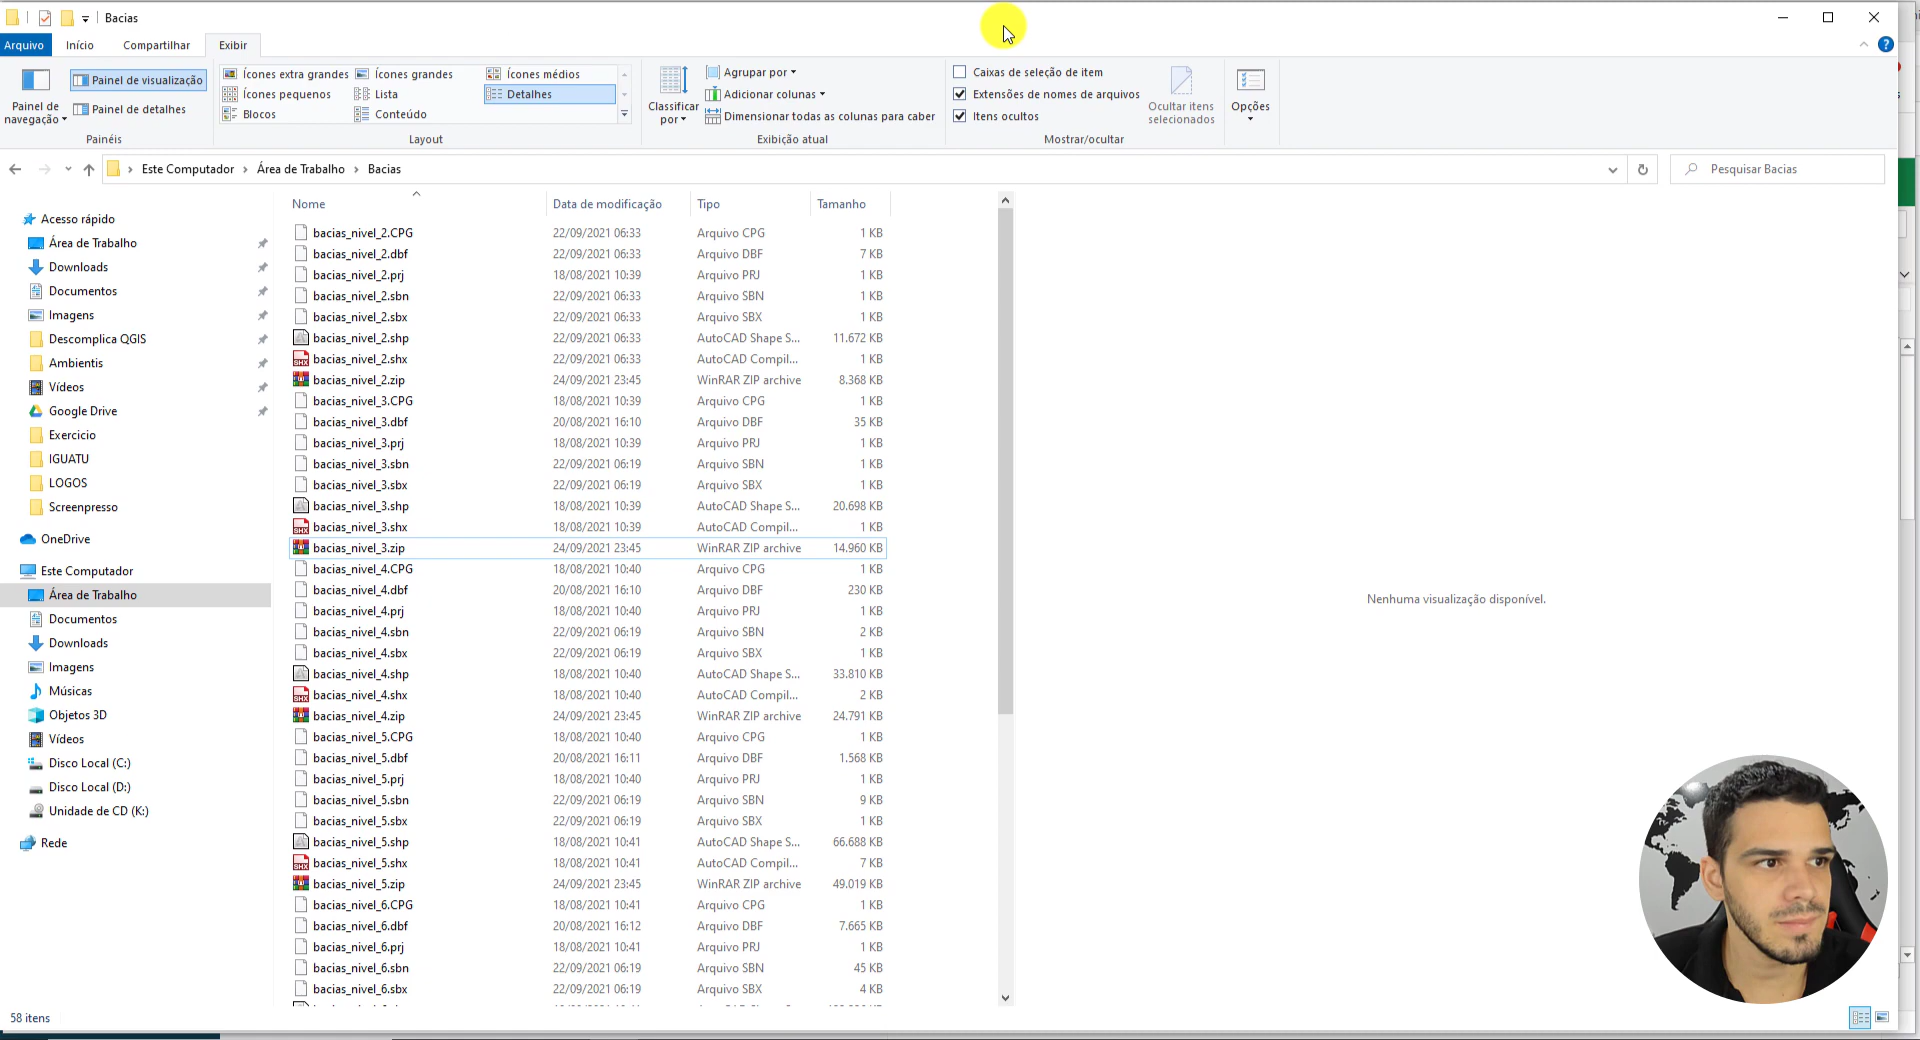 Bacias
Arquivo Início Compartilhar Exibir
Painel de navegação
Painel de visualização
Painel de detalhes
Painéis
Ícones extra grandes Ícones grandes Ícones médios
Ícones pequenos Lista Detalhes
Blocos Conteúdo
Layout
Classificar por
Agrupar por
Adicionar colunas
Dimensionar todas as colunas para caber
Exibição atual
Caixas de seleção de item
Extensões de nomes de arquivos
Itens ocultos
Ocultar itens selecionados
Mostrar/ocultar
Opções
Este Computador › Área de Trabalho › Bacias
Pesquisar Bacias
Acesso rápido
Área de Trabalho
Downloads
Documentos
Imagens
Descomplica QGIS
Ambientis
Vídeos
Google Drive
Exercicio
IGUATU
LOGOS
Screenpresso
OneDrive
Este Computador
Área de Trabalho
Documentos
Downloads
Imagens
Músicas
Objetos 3D
Vídeos
Disco Local (C:)
Disco Local (D:)
Unidade de CD (K:)
Rede
Nome Data de modificação Tipo Tamanho
bacias_nivel_2.CPG 22/09/2021 06:33 Arquivo CPG 1 KB
bacias_nivel_2.dbf 22/09/2021 06:33 Arquivo DBF 7 KB
bacias_nivel_2.prj 18/08/2021 10:39 Arquivo PRJ 1 KB
bacias_nivel_2.sbn 22/09/2021 06:33 Arquivo SBN 1 KB
bacias_nivel_2.sbx 22/09/2021 06:33 Arquivo SBX 1 KB
bacias_nivel_2.shp 22/09/2021 06:33 AutoCAD Shape S... 11.672 KB
bacias_nivel_2.shx 22/09/2021 06:33 AutoCAD Compil... 1 KB
bacias_nivel_2.zip 24/09/2021 23:45 WinRAR ZIP archive 8.368 KB
bacias_nivel_3.CPG 18/08/2021 10:39 Arquivo CPG 1 KB
bacias_nivel_3.dbf 20/08/2021 16:10 Arquivo DBF 35 KB
bacias_nivel_3.prj 18/08/2021 10:39 Arquivo PRJ 1 KB
bacias_nivel_3.sbn 22/09/2021 06:19 Arquivo SBN 1 KB
bacias_nivel_3.sbx 22/09/2021 06:19 Arquivo SBX 1 KB
bacias_nivel_3.shp 18/08/2021 10:39 AutoCAD Shape S... 20.698 KB
bacias_nivel_3.shx 18/08/2021 10:39 AutoCAD Compil... 1 KB
bacias_nivel_3.zip 24/09/2021 23:45 WinRAR ZIP archive 14.960 KB
bacias_nivel_4.CPG 18/08/2021 10:40 Arquivo CPG 1 KB
bacias_nivel_4.dbf 20/08/2021 16:10 Arquivo DBF 230 KB
bacias_nivel_4.prj 18/08/2021 10:40 Arquivo PRJ 1 KB
bacias_nivel_4.sbn 22/09/2021 06:19 Arquivo SBN 2 KB
bacias_nivel_4.sbx 22/09/2021 06:19 Arquivo SBX 1 KB
bacias_nivel_4.shp 18/08/2021 10:40 AutoCAD Shape S... 33.810 KB
bacias_nivel_4.shx 18/08/2021 10:40 AutoCAD Compil... 2 KB
bacias_nivel_4.zip 24/09/2021 23:45 WinRAR ZIP archive 24.791 KB
bacias_nivel_5.CPG 18/08/2021 10:40 Arquivo CPG 1 KB
bacias_nivel_5.dbf 20/08/2021 16:11 Arquivo DBF 1.568 KB
bacias_nivel_5.prj 18/08/2021 10:40 Arquivo PRJ 1 KB
bacias_nivel_5.sbn 22/09/2021 06:19 Arquivo SBN 9 KB
bacias_nivel_5.sbx 22/09/2021 06:19 Arquivo SBX 1 KB
bacias_nivel_5.shp 18/08/2021 10:41 AutoCAD Shape S... 66.688 KB
bacias_nivel_5.shx 18/08/2021 10:41 AutoCAD Compil... 7 KB
bacias_nivel_5.zip 24/09/2021 23:45 WinRAR ZIP archive 49.019 KB
bacias_nivel_6.CPG 18/08/2021 10:41 Arquivo CPG 1 KB
bacias_nivel_6.dbf 20/08/2021 16:12 Arquivo DBF 7.665 KB
bacias_nivel_6.prj 18/08/2021 10:41 Arquivo PRJ 1 KB
bacias_nivel_6.sbn 22/09/2021 06:19 Arquivo SBN 45 KB
bacias_nivel_6.sbx 22/09/2021 06:19 Arquivo SBX 4 KB
Nenhuma visualização disponível.
58 itens